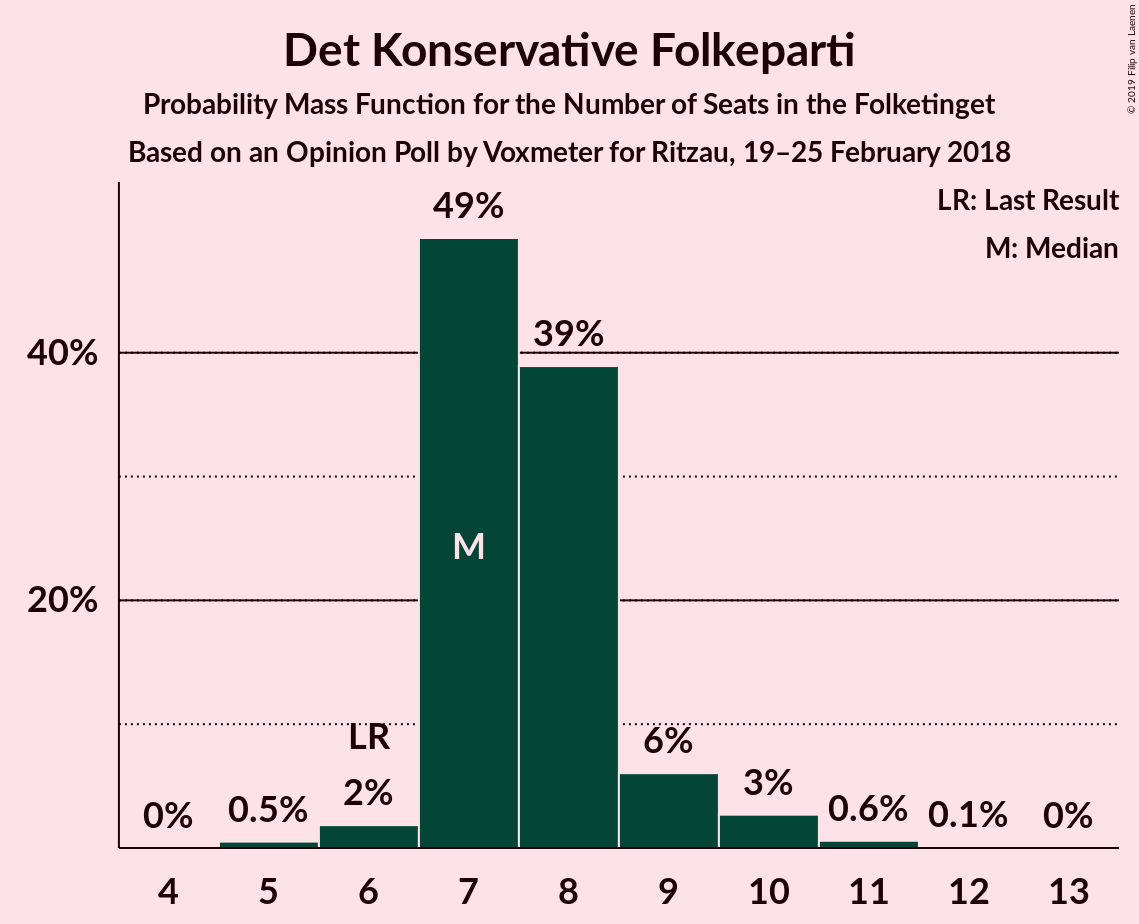 Det Konservative Folkeparti
Probability Mass Function for the Number of Seats in the Folketinget
Based on an Opinion Poll by Voxmeter for Ritzau, 19–25 February 2018
© 2019 Filip van Laenen
LR: Last Result
M: Median
49%
39%
40%
M
20%
LR
6%
2%
3%
0%
0.5%
0.6%
0.1%
0%
4 5 6 7 8 9 10 11 12 13